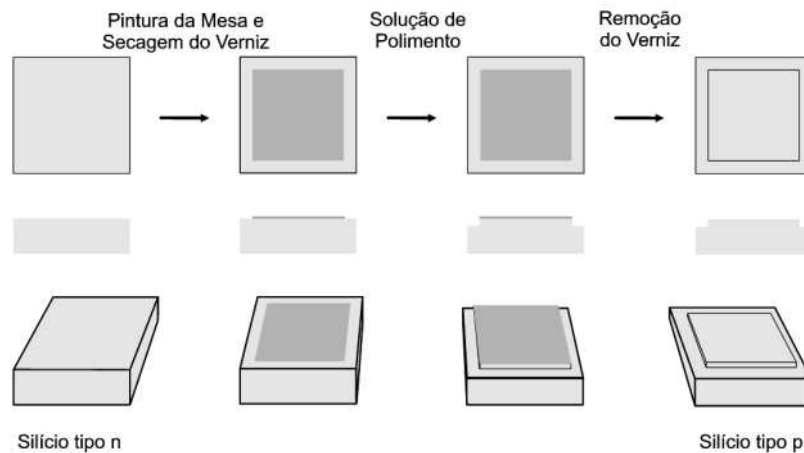 Pintura da Mesa e
Secagem do Verniz
Solução de
Polimento
Remoção
do Verniz
Silício tipo n
Silício tipo p